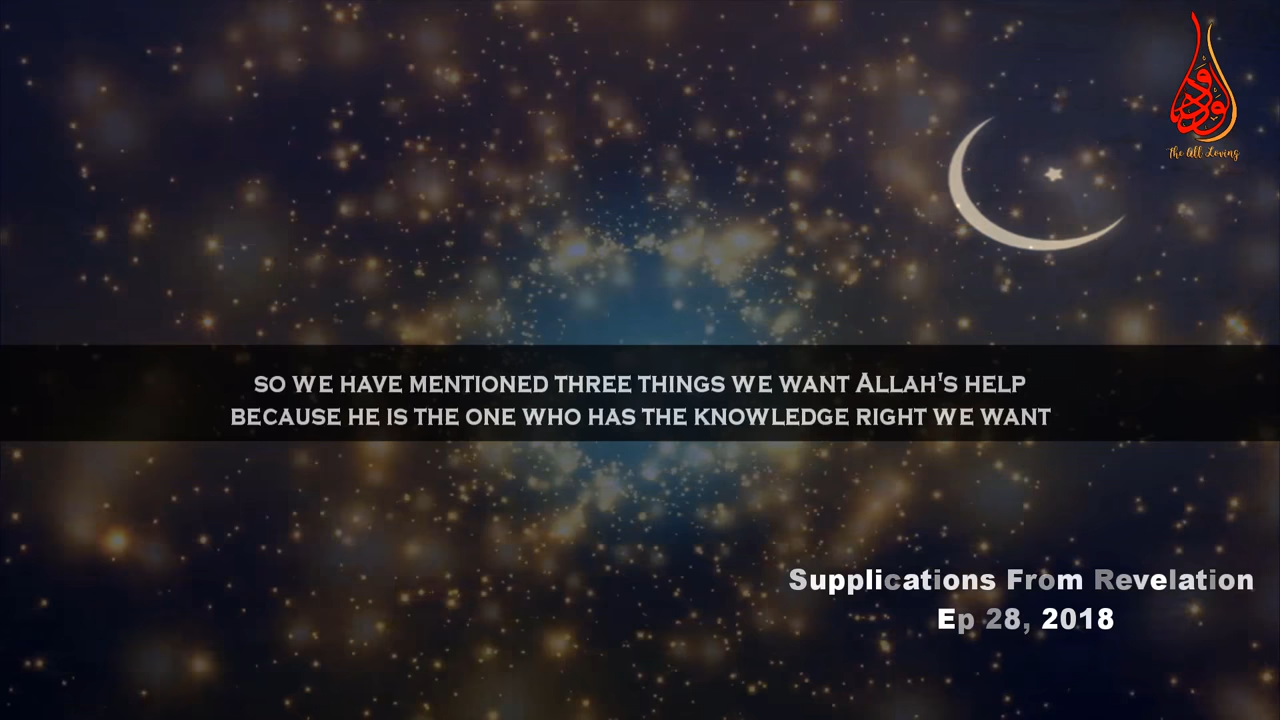 الودود
The All Loving
SO WE HAVE MENTIONED THREE THINGS WE WANT ALLAH'S HELP
BECAUSE HE IS THE ONE WHO HAS THE KNOWLEDGE RIGHT WE WANT
Supplications From Revelation
Ep 28, 2018